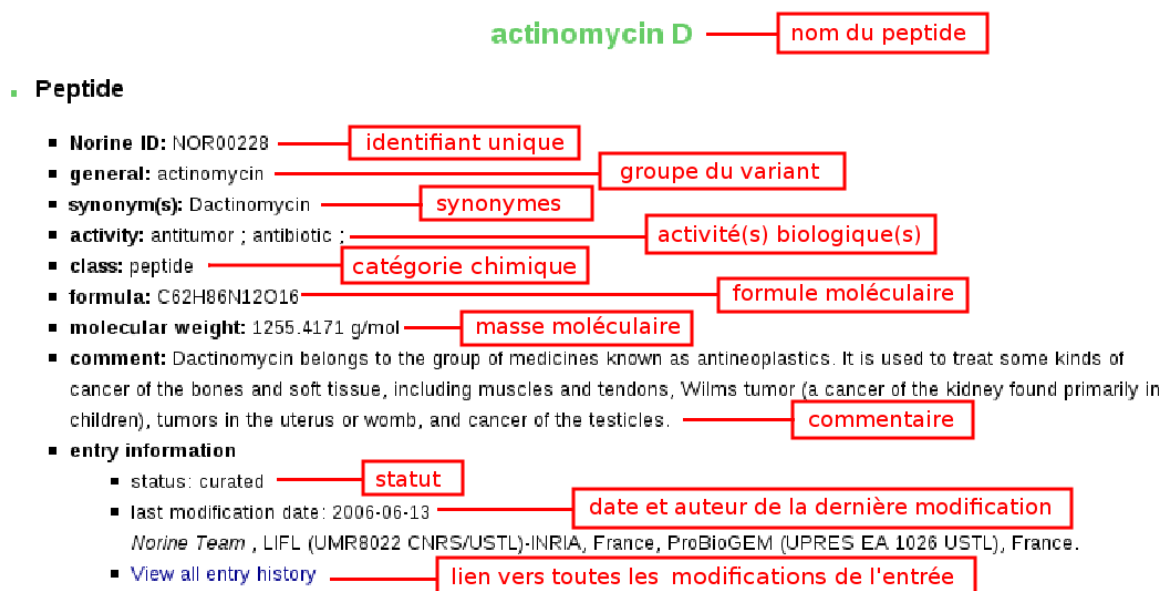 actinomycin D nom du peptide
Peptide
Norine ID: NOR00228 identifiant unique
general: actinomycin groupe du variant
synonym(s): Dactinomycin synonymes
activity: antitumor ; antibiotic ; activité(s) biologique(s)
class: peptide catégorie chimique
formula: C62H86N12O16 formule moléculaire
molecular weight: 1255.4171 g/mol masse moléculaire
comment: Dactinomycin belongs to the group of medicines known as antineoplastics. It is used to treat some kinds of
cancer of the bones and soft tissue, including muscles and tendons, Wilms tumor (a cancer of the kidney found primarily in
children), tumors in the uterus or womb, and cancer of the testicles. commentaire
entry information
status: curated statut
last modification date: 2006-06-13 date et auteur de la dernière modification
Norine Team , LIFL (UMR8022 CNRS/USTL)-INRIA, France, ProBioGEM (UPRES EA 1026 USTL), France.
View all entry history lien vers toutes les modifications de l'entrée